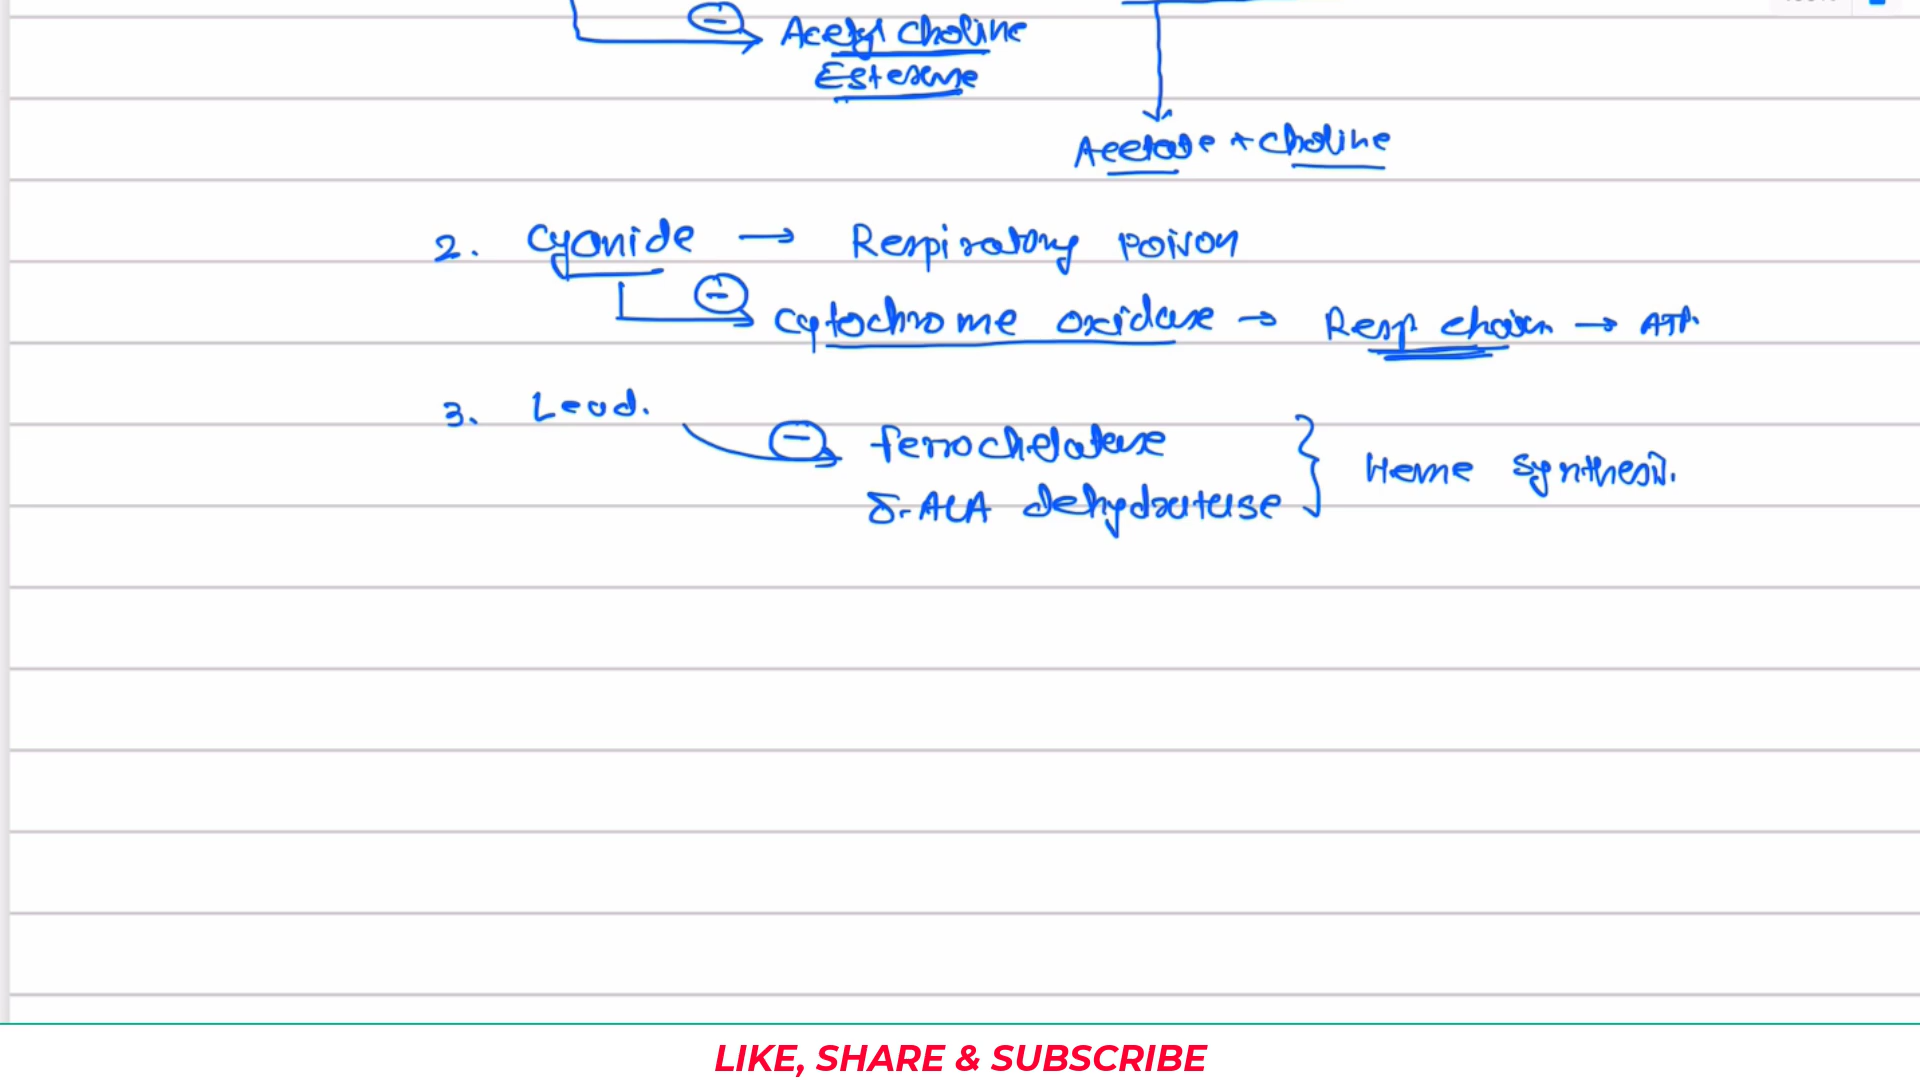 ⊖ Acetyl choline
Esterase
Acetate + choline
2. Cyanide → Respiratory poison
⊖ Cytochrome oxidase → Resp chain → ATP.
3. Lead.
⊖ ferrochelatase
δ-ALA dehydratase } Heme synthesis.
LIKE, SHARE & SUBSCRIBE